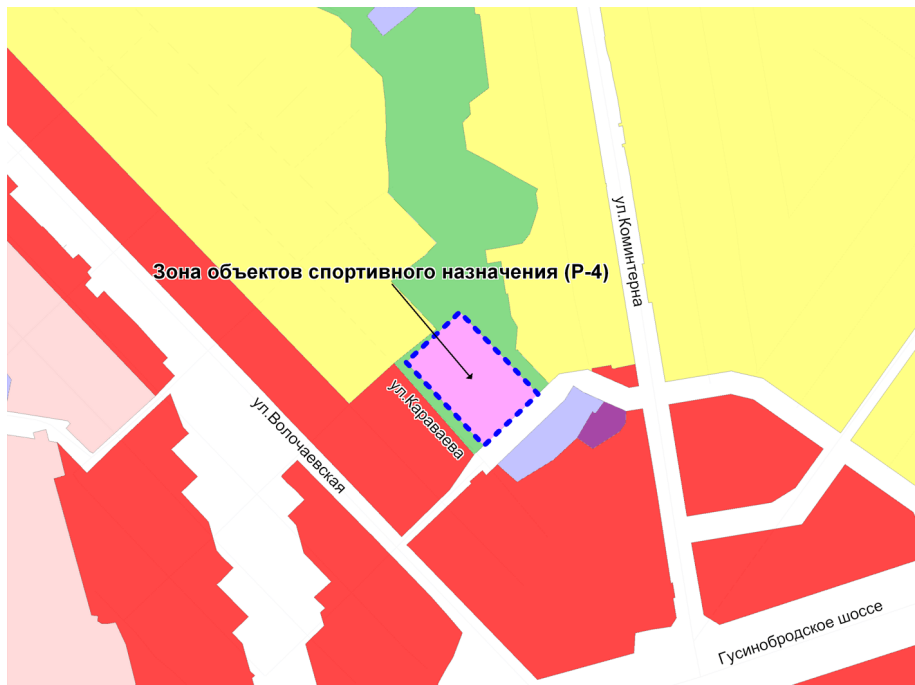 ул.Коминтерна
Зона объектов спортивного назначения (Р-4)
ул.Караваева
ул.Волочаевская
Гусинобродское шоссе